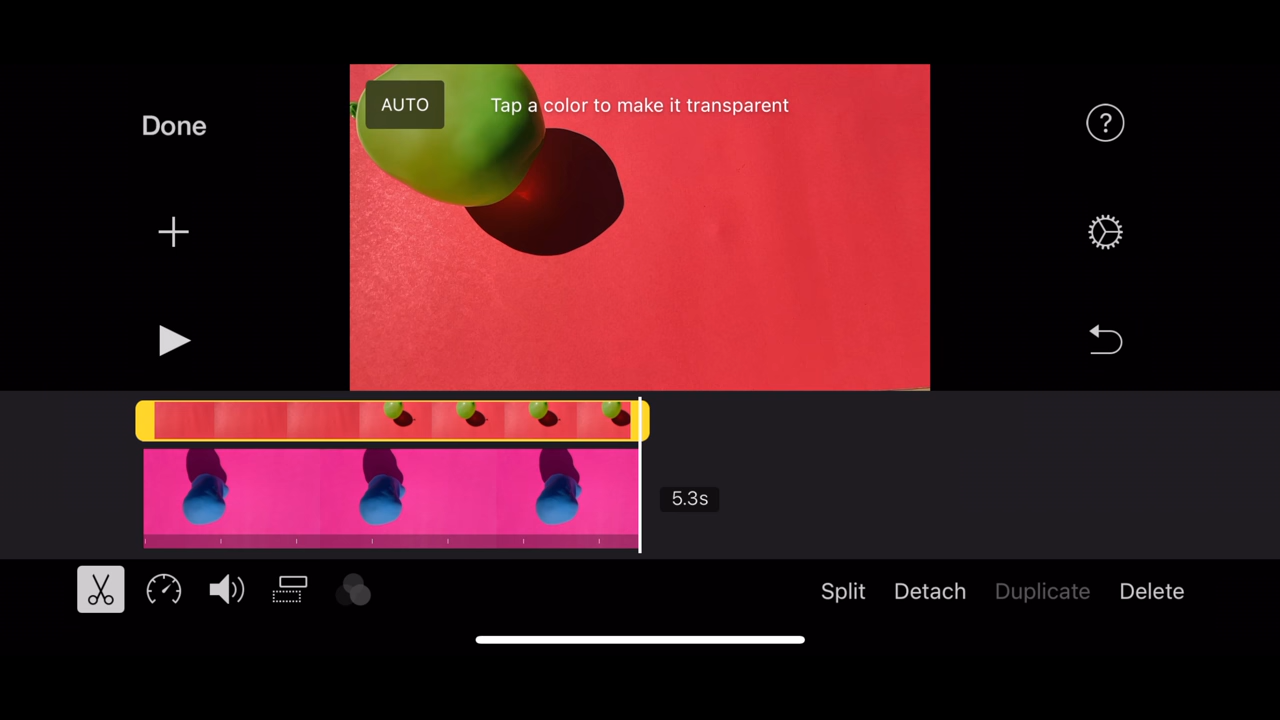 AUTO
Tap a color to make it transparent
Done
?
5.3s
Split Detach Duplicate Delete